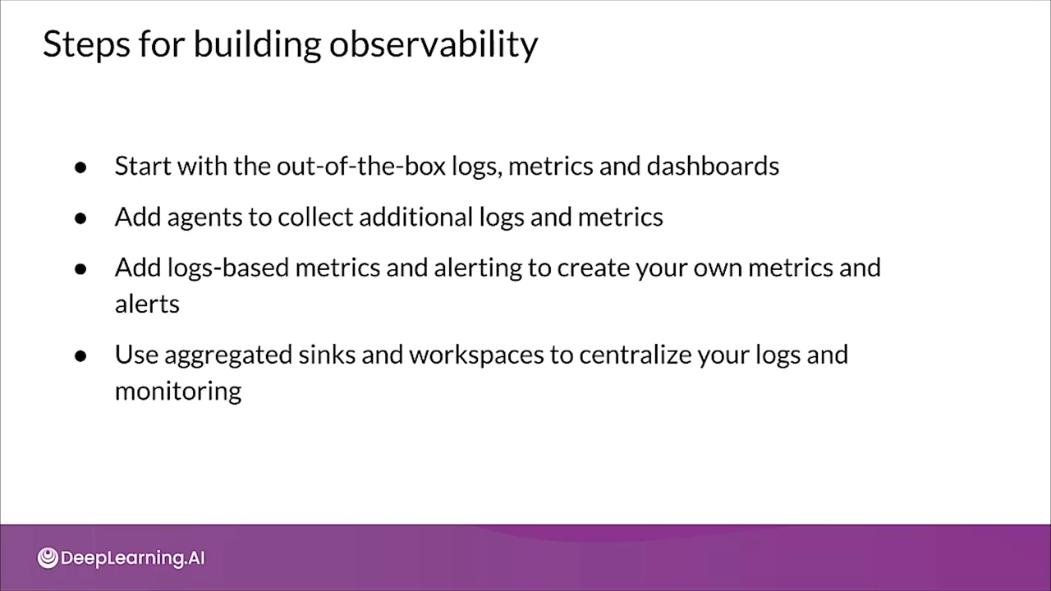 Steps for building observability
● Start with the out-of-the-box logs, metrics and dashboards
● Add agents to collect additional logs and metrics
● Add logs-based metrics and alerting to create your own metrics and
alerts
● Use aggregated sinks and workspaces to centralize your logs and
monitoring
DeepLearning.AI